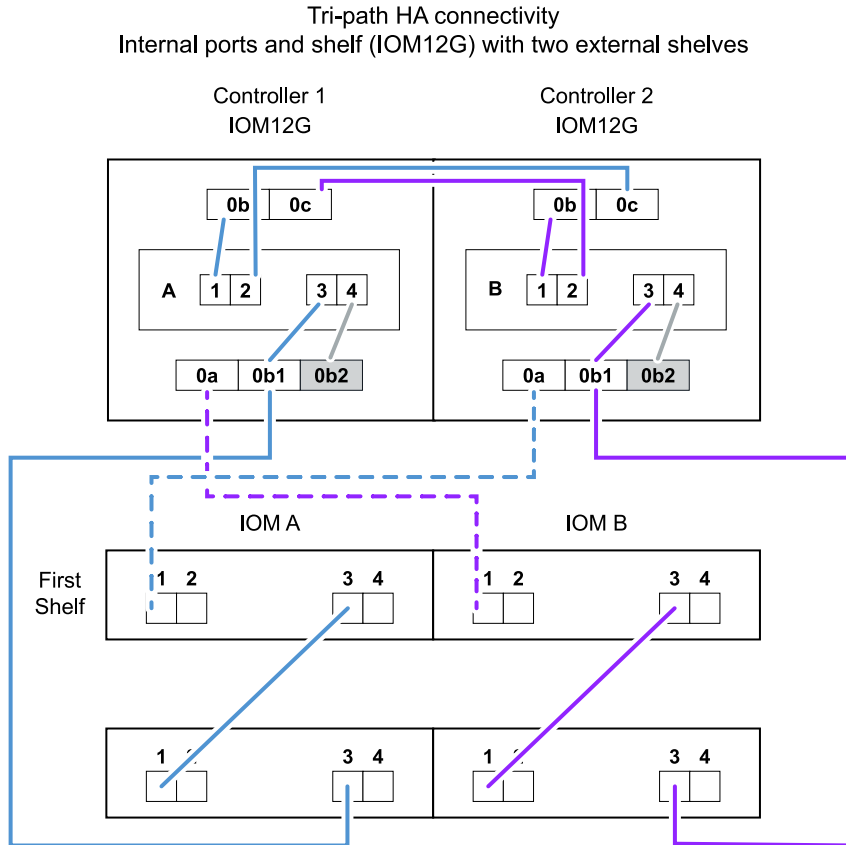 Tri-path HA connectivity
Internal ports and shelf (IOM12G) with two external shelves
Controller 1
IOM12G
Controller 2
IOM12G
0b 0c
0b 0c
A 1 2 3 4
B 1 2 3 4
0a 0b1 0b2
0a 0b1 0b2
IOM A
IOM B
First
Shelf
1 2 3 4
1 2 3 4
1 3 4
1 3 4